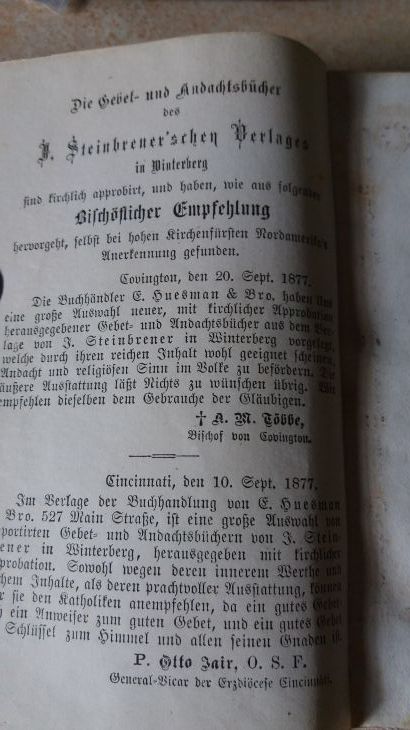 Die Gebet- und Andachtsbücher
des
J. Steinbrener'schen Verlages
in Winterberg
sind kirchlich approbirt, und haben, wie aus folgender
Bischöflicher Empfehlung
hervorgeht, selbst bei hohen Kirchenfürsten Nordamerika's
Anerkennung gefunden.
Covington, den 20. Sept. 1877.
Die Buchhändler E. Huesman & Bro. haben uns
eine große Auswahl neuer, mit kirchlicher Approbation
herausgegebener Gebet- und Andachtsbücher aus dem Ver-
lage von J. Steinbrener in Winterberg vorgelegt,
welche durch ihren reichen Inhalt wohl geeignet scheinen,
Andacht und religiösen Sinn im Volke zu befördern. Die
äußere Ausstattung läßt Nichts zu wünschen übrig. Wir
empfehlen dieselben dem Gebrauche der Gläubigen.
† A. M. Többe,
Bischof von Covington.
Cincinnati, den 10. Sept. 1877.
Im Verlage der Buchhandlung von E. Huesman
Bro. 527 Main Straße, ist eine große Auswahl von
portirten Gebet- und Andachtsbüchern von J. Stein-
ener in Winterberg, herausgegeben mit kirchlicher
probation. Sowohl wegen deren innerem Werthe und
chem Inhalte, als deren prachtvoller Ausstattung, können
r sie den Katholiken anempfehlen, da ein gutes Gebet-
ein Anweiser zum guten Gebet, und ein gutes Gebet
Schlüssel zum Himmel und allen seinen Gnaden ist.
P. Otto Jair, O. S. F.
General-Vicar der Erzdiöcese Cincinnati.